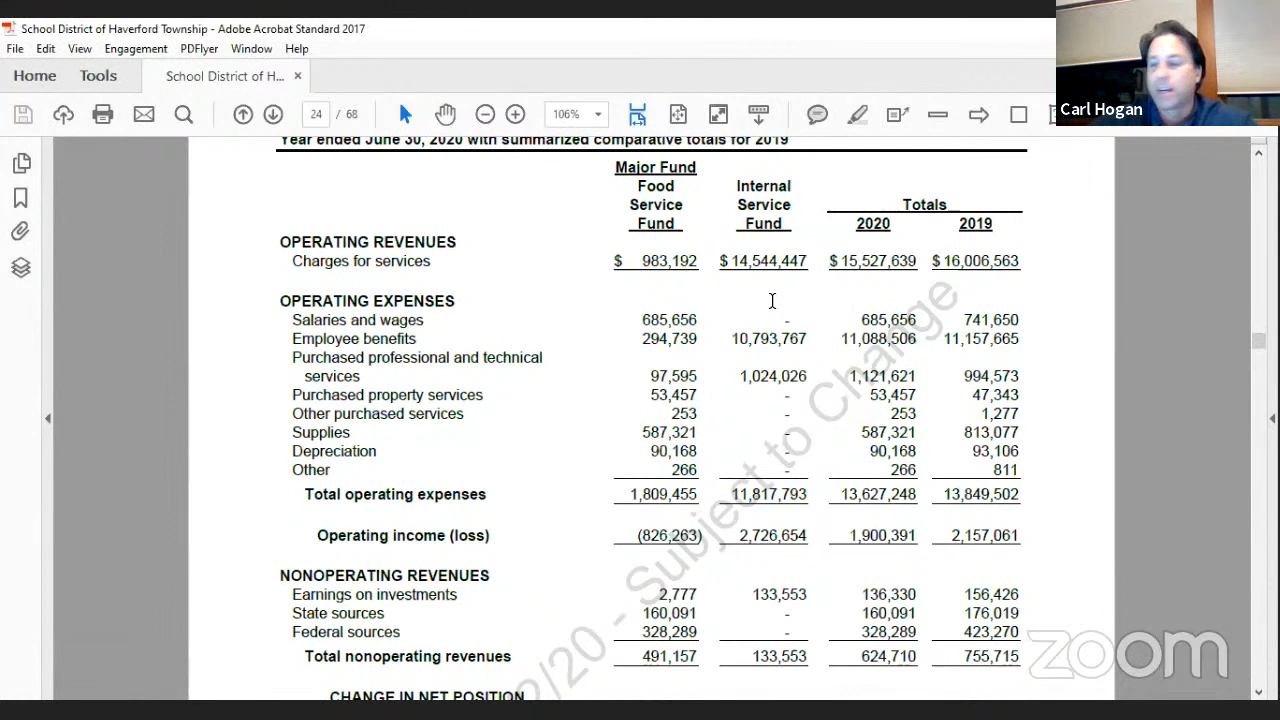 School District of Haverford Township - Adobe Acrobat Standard 2017
File Edit View Engagement PDFlyer Window Help
Home Tools School District of H... ×
24 / 68 106%
Carl Hogan
Year ended June 30, 2020 with summarized comparative totals for 2019
Major Fund
Food Internal
Service Service Totals
Fund Fund 2020 2019
OPERATING REVENUES
Charges for services $ 983,192 $ 14,544,447 $ 15,527,639 $ 16,006,563
OPERATING EXPENSES
Salaries and wages 685,656 - 685,656 741,650
Employee benefits 294,739 10,793,767 11,088,506 11,157,665
Purchased professional and technical
services 97,595 1,024,026 1,121,621 994,573
Purchased property services 53,457 - 53,457 47,343
Other purchased services 253 - 253 1,277
Supplies 587,321 - 587,321 813,077
Depreciation 90,168 - 90,168 93,106
Other 266 - 266 811
Total operating expenses 1,809,455 11,817,793 13,627,248 13,849,502
Operating income (loss) (826,263) 2,726,654 1,900,391 2,157,061
NONOPERATING REVENUES
Earnings on investments 2,777 133,553 136,330 156,426
State sources 160,091 - 160,091 176,019
Federal sources 328,289 - 328,289 423,270
Total nonoperating revenues 491,157 133,553 624,710 755,715
CHANGE IN NET POSITION
2/20 - Subject to Change
zoom